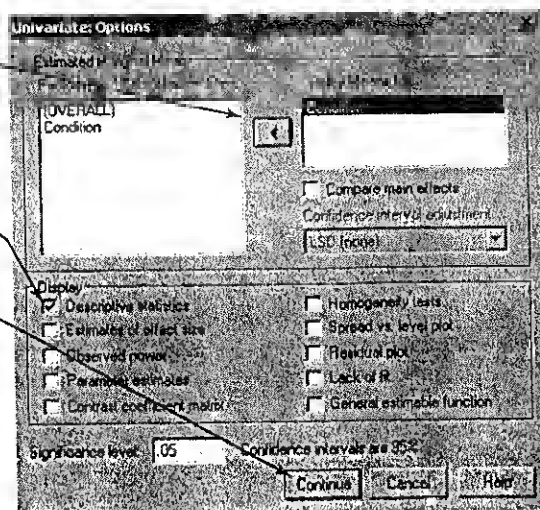 Univariate: Options
Estimated
(OVERALL)
Condition
Condition
Compare main effects
Confidence interval adjustment:
LSD (none)
Display
Descriptive statistics
Homogeneity tests
Estimates of effect size
Spread vs. level plot
Observed power
Residual plot
Parameter estimates
Lack of fit
Contrast coefficient matrix
General estimable function
Significance level: .05 Confidence intervals are 95%
Continue Cancel Help